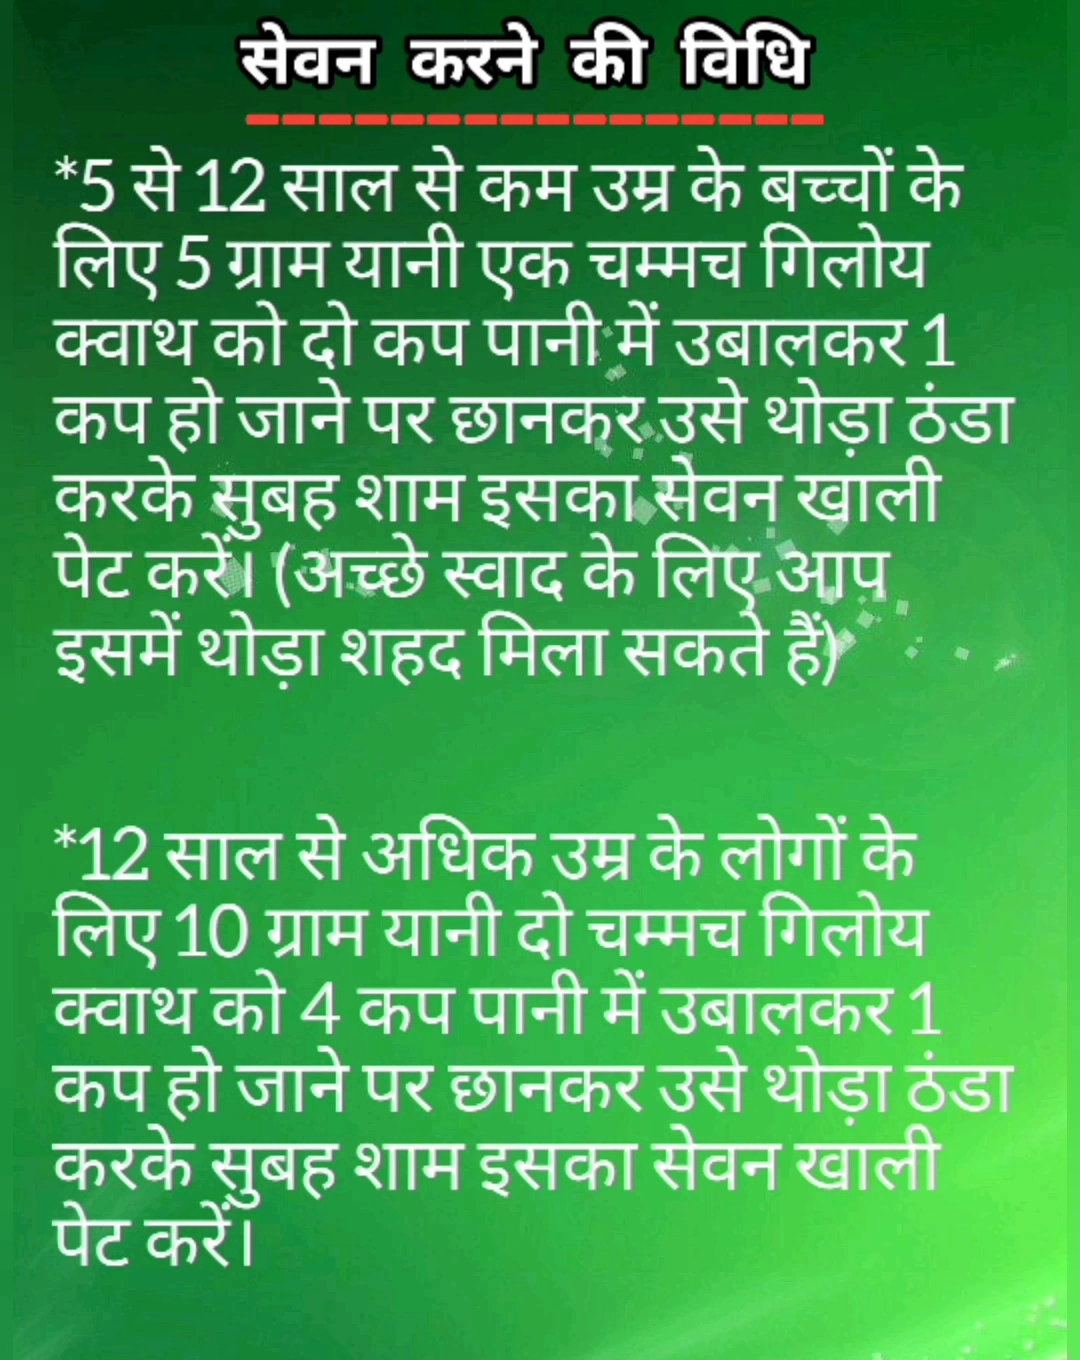 सेवन करने की विधि
*5 से 12 साल से कम उम्र के बच्चों के
लिए 5 ग्राम यानी एक चम्मच गिलोय
क्वाथ को दो कप पानी में उबालकर 1
कप हो जाने पर छानकर उसे थोड़ा ठंडा
करके सुबह शाम इसका सेवन खाली
पेट करें। (अच्छे स्वाद के लिए आप
इसमें थोड़ा शहद मिला सकते हैं)
*12 साल से अधिक उम्र के लोगों के
लिए 10 ग्राम यानी दो चम्मच गिलोय
क्वाथ को 4 कप पानी में उबालकर 1
कप हो जाने पर छानकर उसे थोड़ा ठंडा
करके सुबह शाम इसका सेवन खाली
पेट करें।